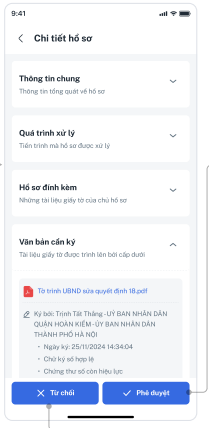 9:41
Chi tiết hồ sơ
Thông tin chung
Thông tin tổng quát về hồ sơ
Quá trình xử lý
Tiến trình mà hồ sơ được xử lý
Hồ sơ đính kèm
Những tài liệu giấy tờ của chủ hồ sơ
Văn bản cần ký
Tài liệu giấy tờ được trình lên bởi cấp dưới
Tờ trình UBND sửa quyết định 18.pdf
Ký bởi: Trịnh Tất Thắng - UỶ BAN NHÂN DÂN
QUẬN HOÀN KIẾM - ỦY BAN NHÂN DÂN
THÀNH PHỐ HÀ NỘI
• Ngày ký: 25/11/2024 14:34:04
• Chữ ký số hợp lệ
• Chứng thư số còn hiệu lực
Từ chối
Phê duyệt